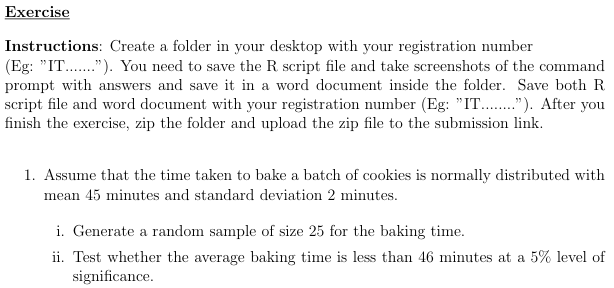 Exercise
Instructions: Create a folder in your desktop with your registration number
(Eg: ”IT.......”). You need to save the R script file and take screenshots of the command
prompt with answers and save it in a word document inside the folder. Save both R
script file and word document with your registration number (Eg: ”IT........”). After you
finish the exercise, zip the folder and upload the zip file to the submission link.
1. Assume that the time taken to bake a batch of cookies is normally distributed with
mean 45 minutes and standard deviation 2 minutes.
i. Generate a random sample of size 25 for the baking time.
ii. Test whether the average baking time is less than 46 minutes at a 5% level of
significance.